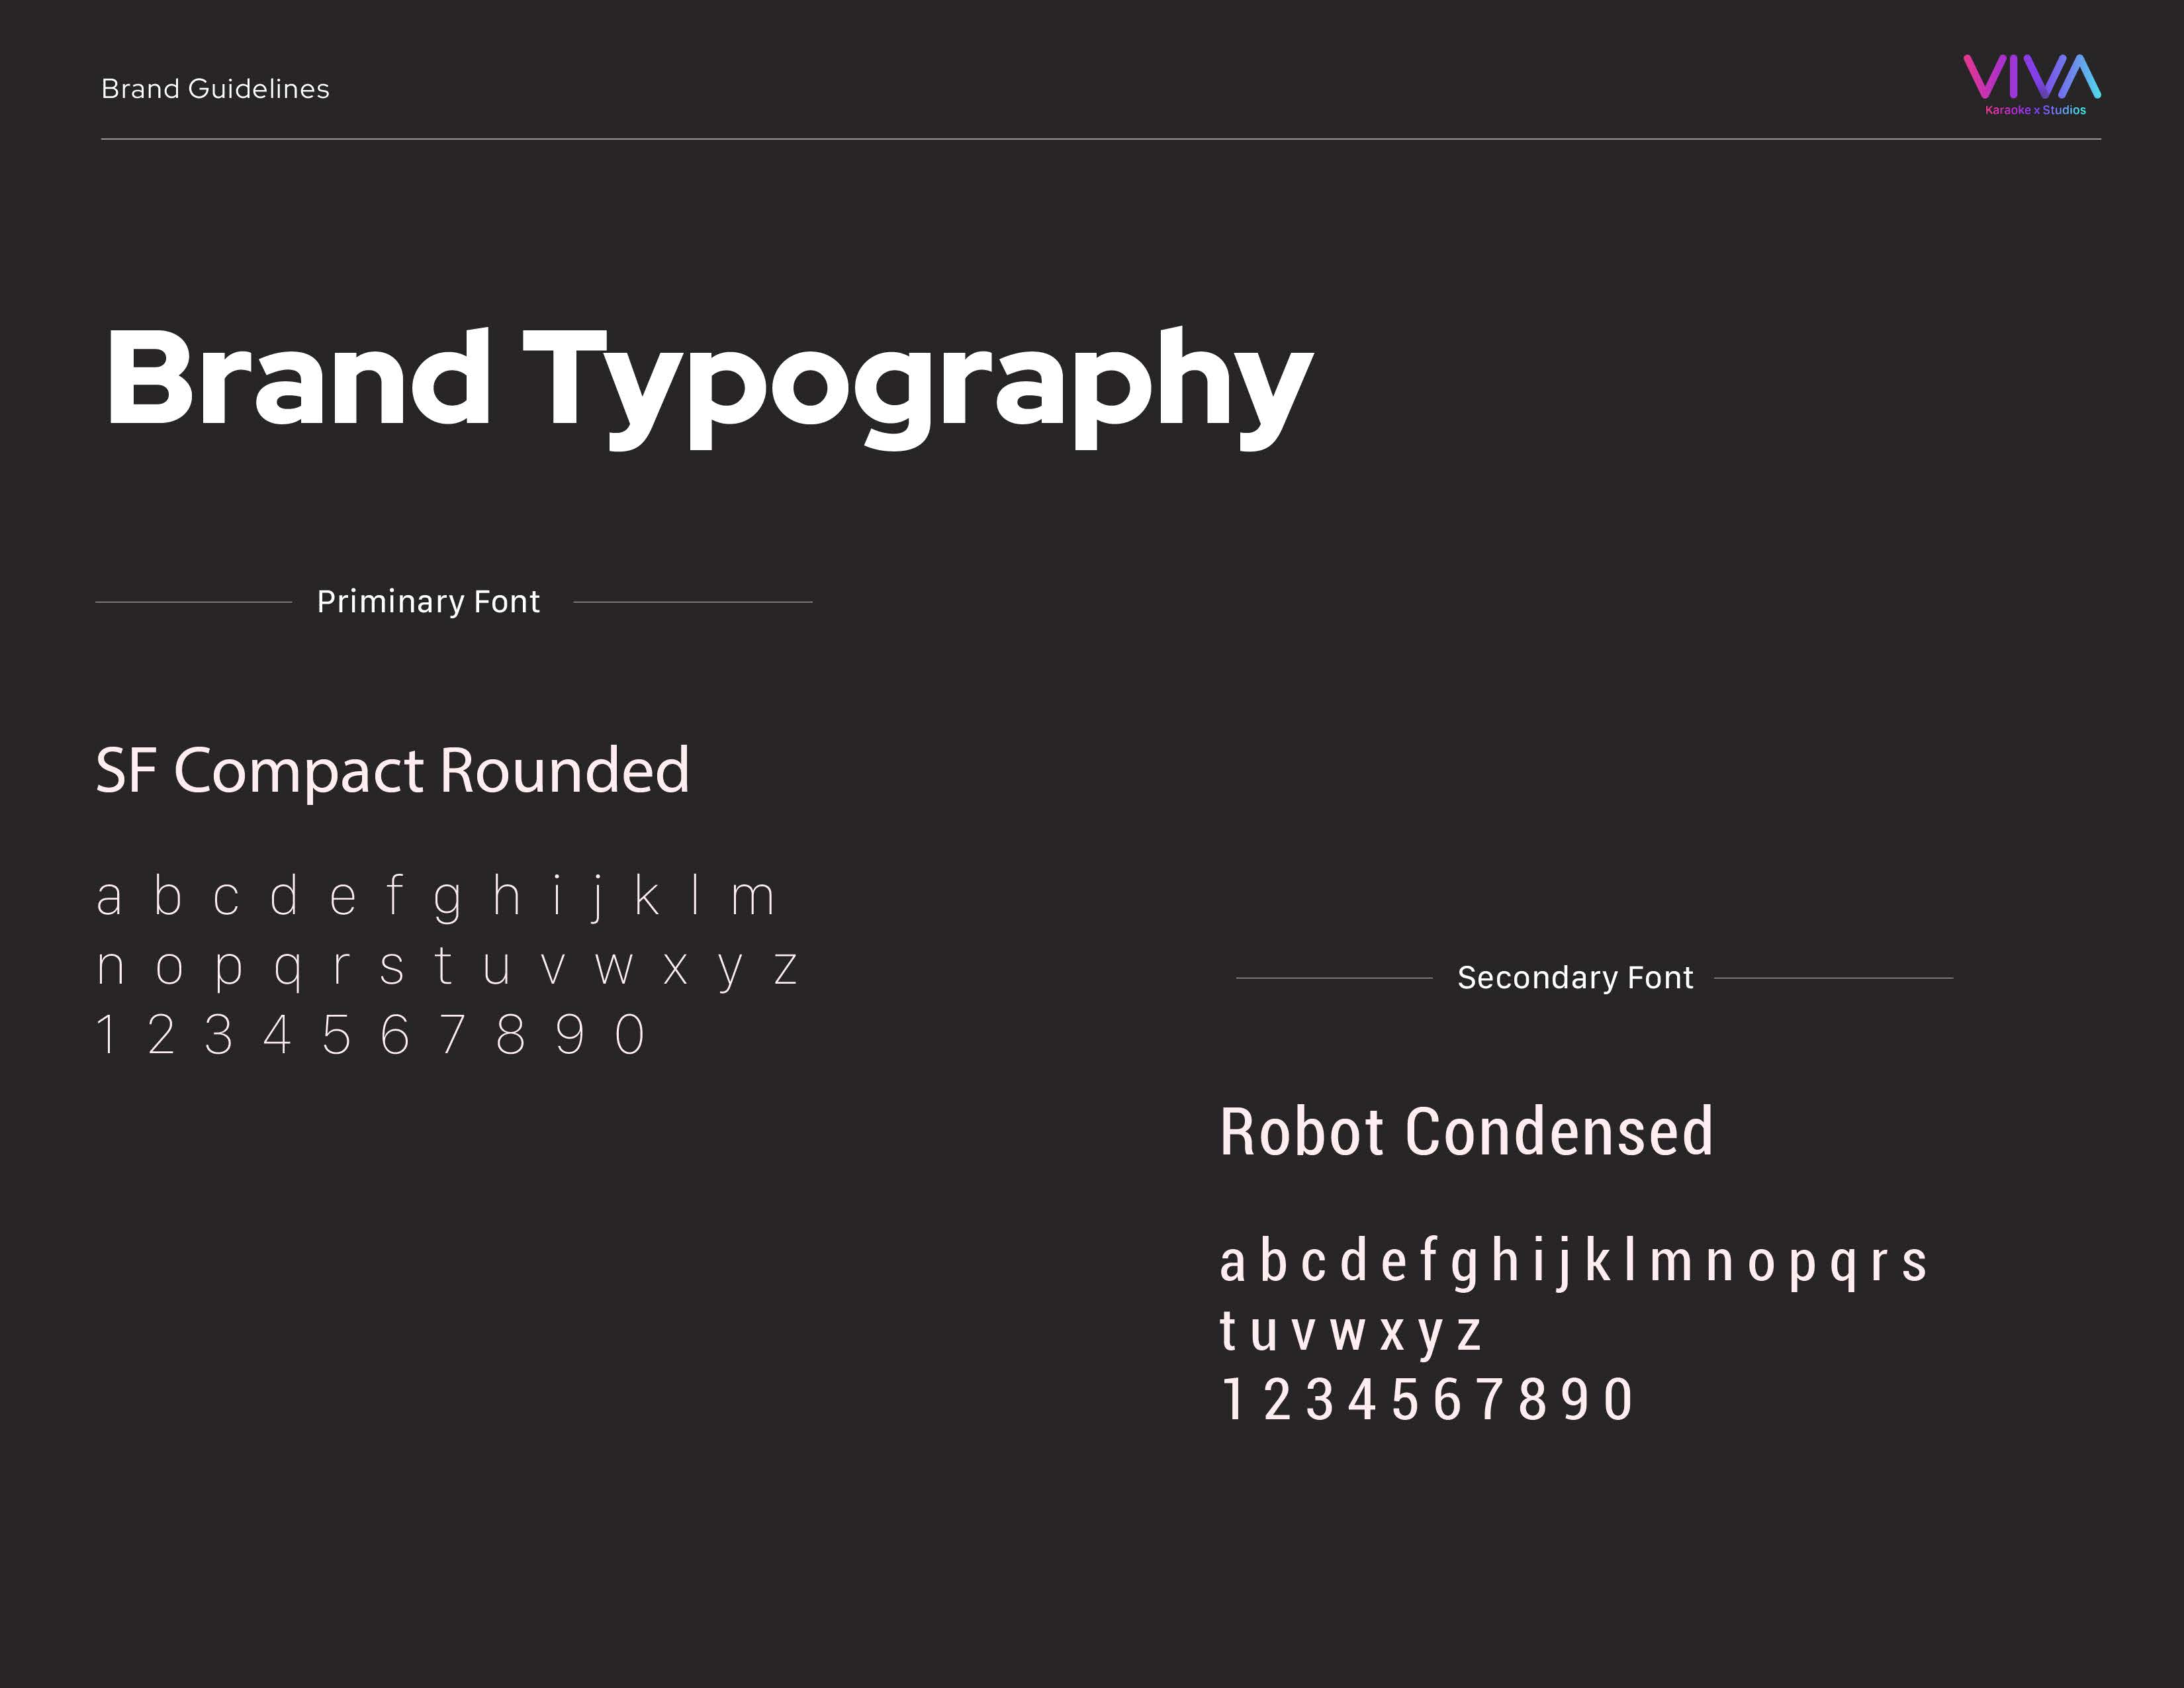 Brand Guidelines
VIVA
Karaoke x Studios
Brand Typography
Priminary Font
SF Compact Rounded
a b c d e f g h i j k l m
n o p q r s t u v w x y z
1 2 3 4 5 6 7 8 9 0
Secondary Font
Robot Condensed
a b c d e f g h i j k l m n o p q r s
t u v w x y z
1 2 3 4 5 6 7 8 9 0